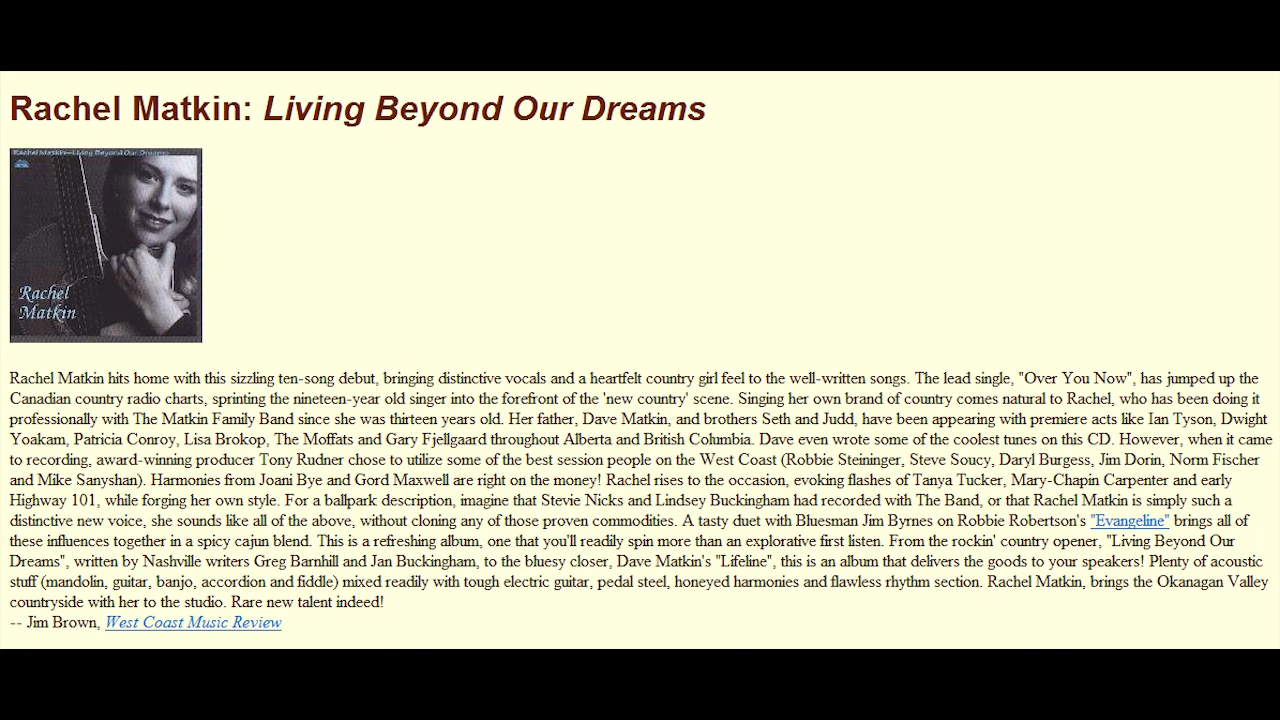 Rachel Matkin: Living Beyond Our Dreams
Rachel Matkin—Living Beyond Our Dreams
Rachel
Matkin
Rachel Matkin hits home with this sizzling ten-song debut, bringing distinctive vocals and a heartfelt country girl feel to the well-written songs. The lead single, "Over You Now", has jumped up the
Canadian country radio charts, sprinting the nineteen-year old singer into the forefront of the 'new country' scene. Singing her own brand of country comes natural to Rachel, who has been doing it
professionally with The Matkin Family Band since she was thirteen years old. Her father, Dave Matkin, and brothers Seth and Judd, have been appearing with premiere acts like Ian Tyson, Dwight
Yoakam, Patricia Conroy, Lisa Brokop, The Moffats and Gary Fjellgaard throughout Alberta and British Columbia. Dave even wrote some of the coolest tunes on this CD. However, when it came
to recording, award-winning producer Tony Rudner chose to utilize some of the best session people on the West Coast (Robbie Steininger, Steve Soucy, Daryl Burgess, Jim Dorin, Norm Fischer
and Mike Sanyshan). Harmonies from Joani Bye and Gord Maxwell are right on the money! Rachel rises to the occasion, evoking flashes of Tanya Tucker, Mary-Chapin Carpenter and early
Highway 101, while forging her own style. For a ballpark description, imagine that Stevie Nicks and Lindsey Buckingham had recorded with The Band, or that Rachel Matkin is simply such a
distinctive new voice, she sounds like all of the above, without cloning any of those proven commodities. A tasty duet with Bluesman Jim Byrnes on Robbie Robertson's "Evangeline" brings all of
these influences together in a spicy cajun blend. This is a refreshing album, one that you'll readily spin more than an explorative first listen. From the rockin' country opener, "Living Beyond Our
Dreams", written by Nashville writers Greg Barnhill and Jan Buckingham, to the bluesy closer, Dave Matkin's "Lifeline", this is an album that delivers the goods to your speakers! Plenty of acoustic
stuff (mandolin, guitar, banjo, accordion and fiddle) mixed readily with tough electric guitar, pedal steel, honeyed harmonies and flawless rhythm section. Rachel Matkin, brings the Okanagan Valley
countryside with her to the studio. Rare new talent indeed!
-- Jim Brown, West Coast Music Review